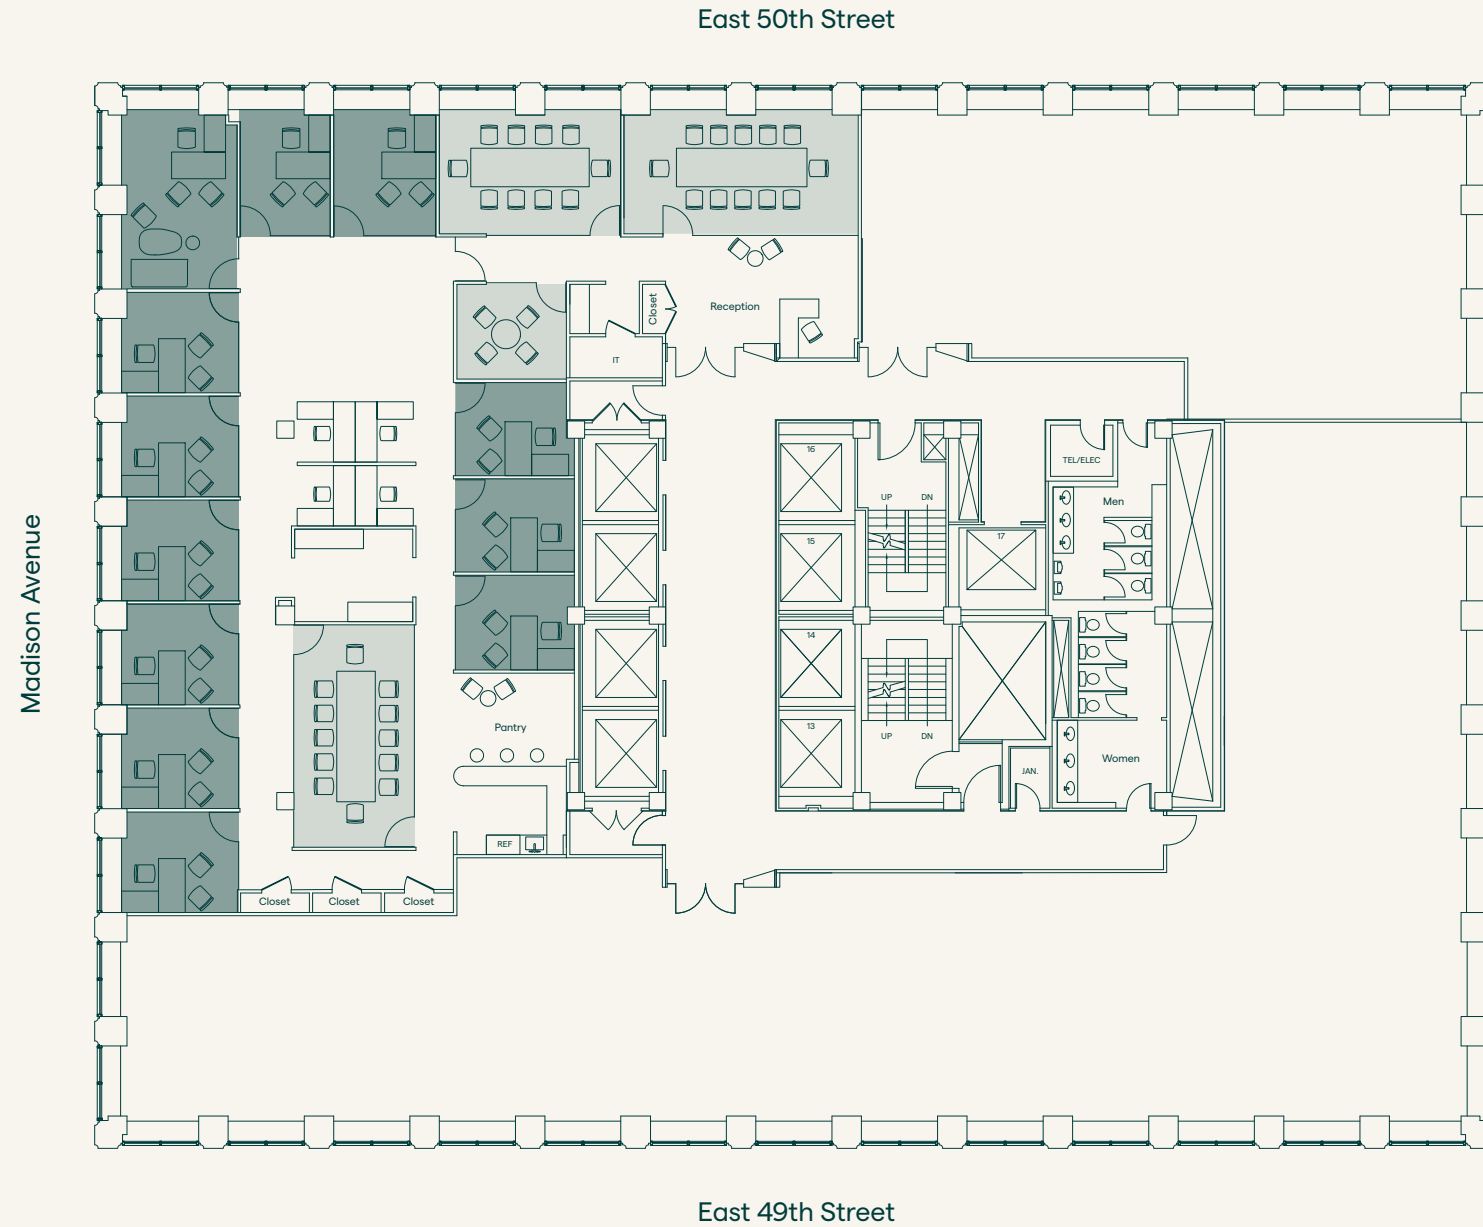 East 50th Street
Closet
Reception
IT
16
TEL/ELEC
UP
DN
Men
15
17
Madison Avenue
14
13
Pantry
UP
DN
Women
JAN.
REF
Closet
Closet
Closet
East 49th Street